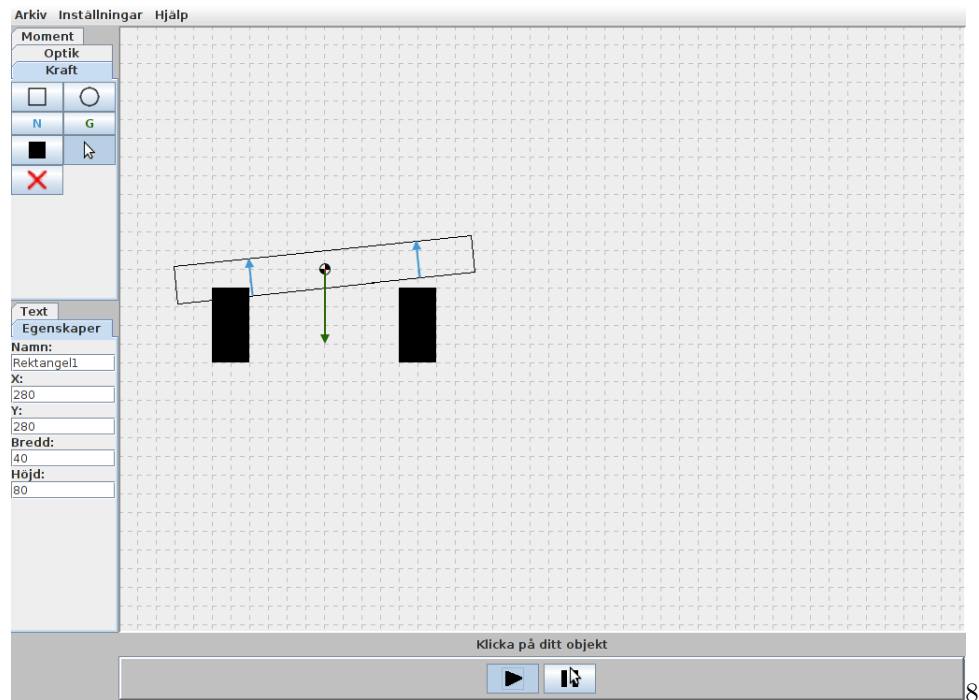 Arkiv Inställningar Hjälp
Moment
Optik
Kraft
N G
Text
Egenskaper
Namn:
Rektangel1
X:
280
Y:
280
Bredd:
40
Höjd:
80
Klicka på ditt objekt
8